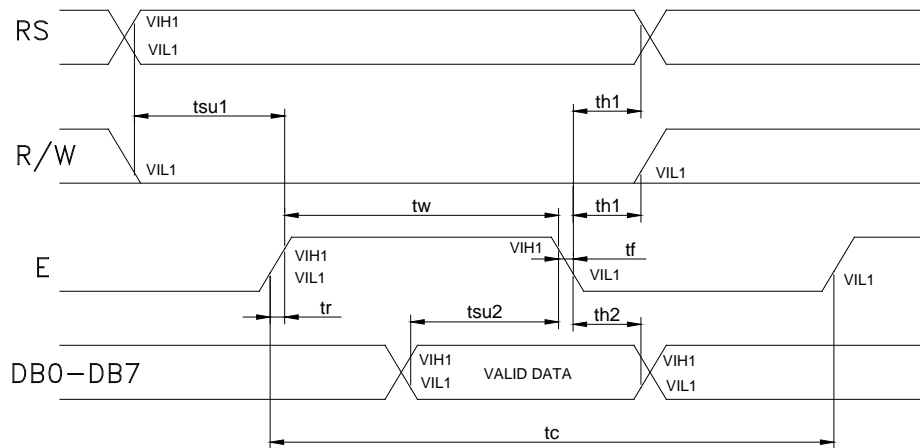 RS
VIH1
VIL1
tsu1
th1
R/W
VIL1
VIL1
tw
th1
E
VIH1
VIH1
tf
VIL1
VIL1
VIL1
tr
tsu2
th2
DB0-DB7
VIH1
VIL1
VALID DATA
VIH1
VIL1
tc